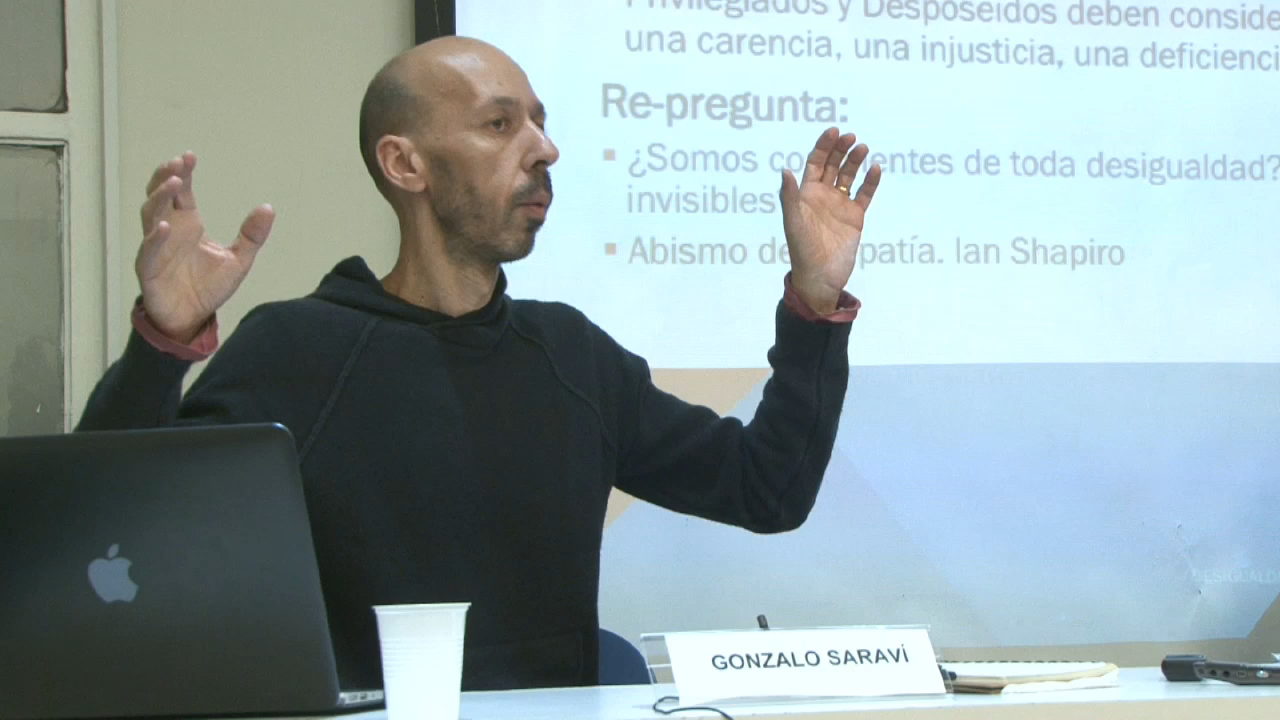 Privilegiados y Desposeídos deben conside
una carencia, una injusticia, una deficienci
Re-pregunta:
¿Somos co entes de toda desigualdad?
invisibles
Abismo de patía. Ian Shapiro
GONZALO SARAVÍ